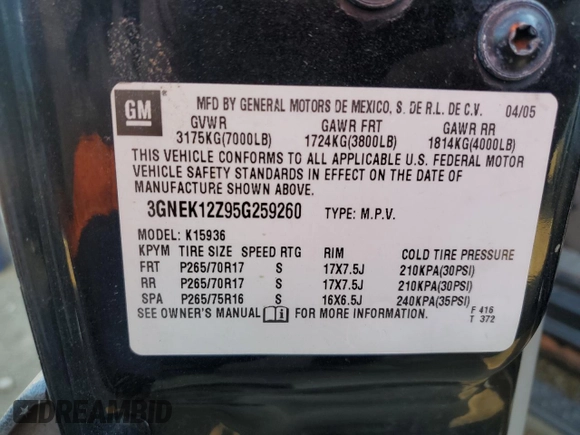 GM
MFD BY GENERAL MOTORS DE MEXICO, S. DE R.L. DE C.V. 04/05
GVWR GAWR FRT GAWR RR
3175KG(7000LB) 1724KG(3800LB) 1814KG(4000LB)
THIS VEHICLE CONFORMS TO ALL APPLICABLE U.S. FEDERAL MOTOR
VEHICLE SAFETY STANDARDS IN EFFECT ON THE DATE OF
MANUFACTURE SHOWN ABOVE.
3GNEK12Z95G259260 TYPE: M.P.V.
MODEL: K15936
KPYM TIRE SIZE SPEED RTG RIM COLD TIRE PRESSURE
FRT P265/70R17 S 17X7.5J 210KPA(30PSI)
RR P265/70R17 S 17X7.5J 210KPA(30PSI)
SPA P265/75R16 S 16X6.5J 240KPA(35PSI)
SEE OWNER'S MANUAL FOR MORE INFORMATION. F 416
T 372
DREAMBID